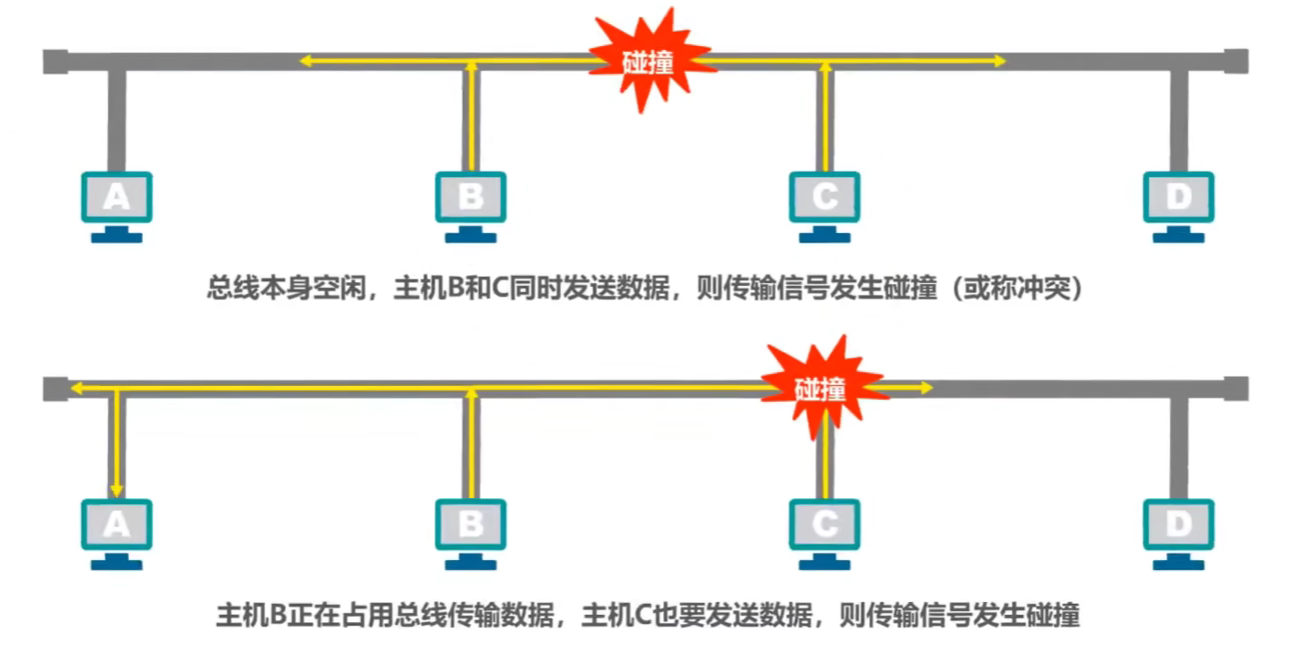 碰撞
A
B
C
D
总线本身空闲，主机B和C同时发送数据，则传输信号发生碰撞（或称冲突）
碰撞
A
B
C
D
主机B正在占用总线传输数据，主机C也要发送数据，则传输信号发生碰撞